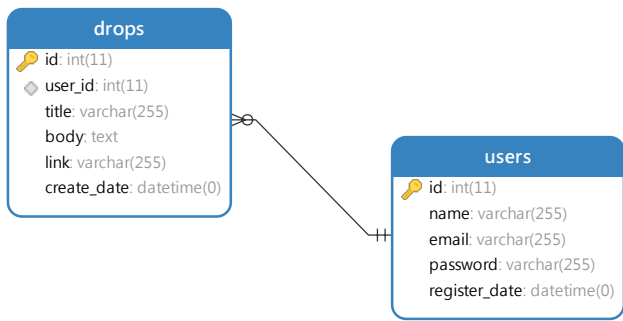 drops
id: int(11)
user_id: int(11)
title: varchar(255)
body: text
link: varchar(255)
create_date: datetime(0)
users
id: int(11)
name: varchar(255)
email: varchar(255)
password: varchar(255)
register_date: datetime(0)